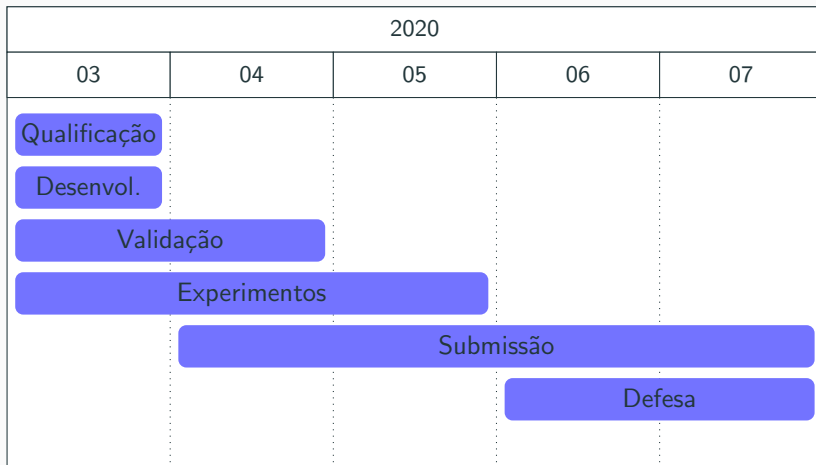 2020
03 04 05 06 07
Qualificação
Desenvol.
Validação
Experimentos
Submissão
Defesa